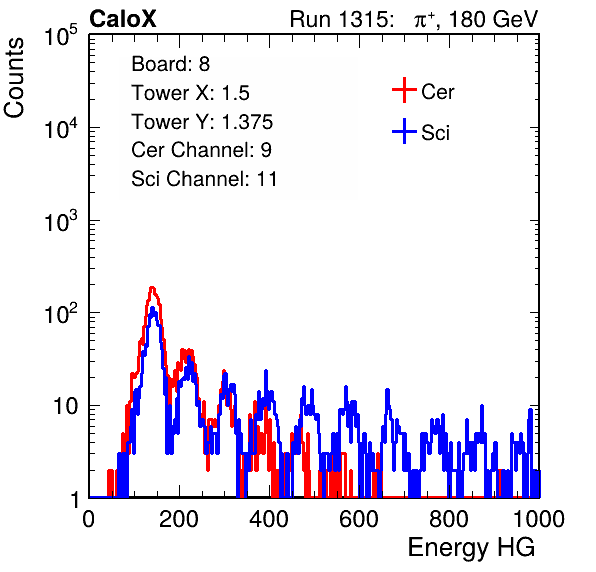 CaloX Run 1315: π⁺, 180 GeV
Counts
10⁵
10⁴
10³
10²
10
1
Board: 8
Tower X: 1.5
Tower Y: 1.375
Cer Channel: 9
Sci Channel: 11
Cer
Sci
0 200 400 600 800 1000
Energy HG